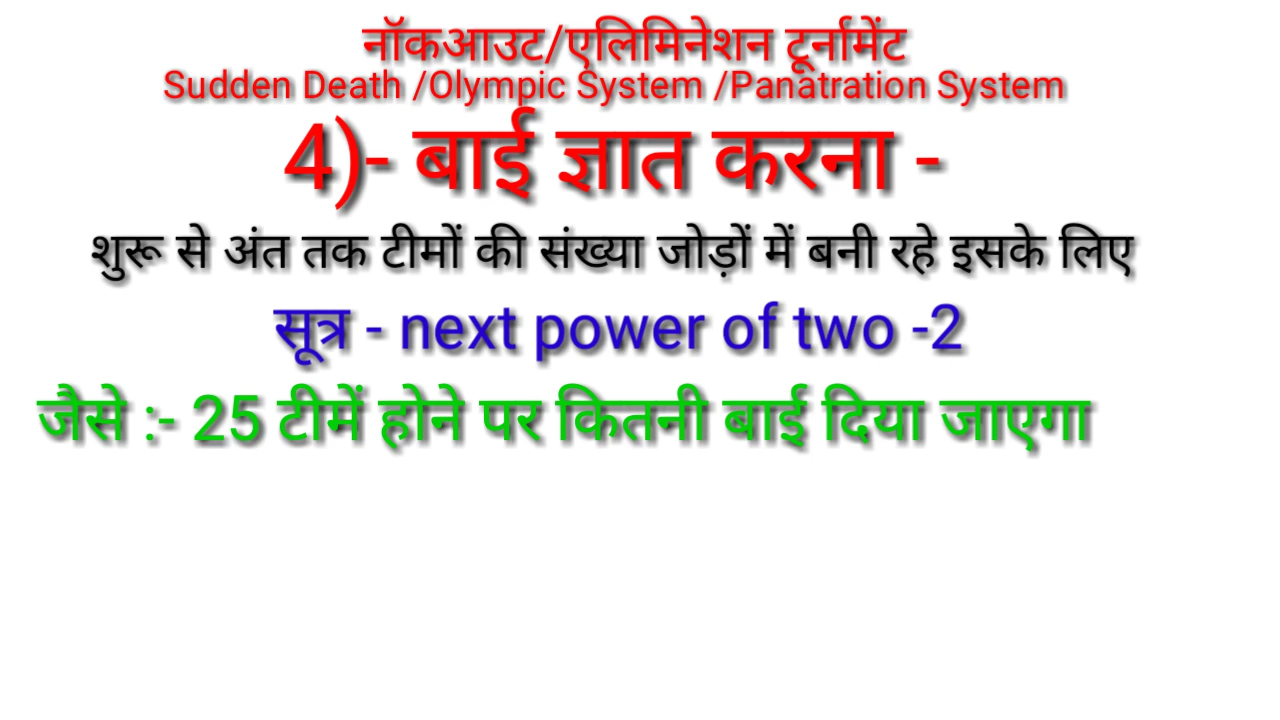 नॉकआउट/एलिमिनेशन टूर्नामेंट
Sudden Death /Olympic System /Panatration System
4)- बाई ज्ञात करना -
शुरू से अंत तक टीमों की संख्या जोड़ों में बनी रहे इसके लिए
सूत्र - next power of two -2
जैसे :- 25 टीमें होने पर कितनी बाई दिया जाएगा